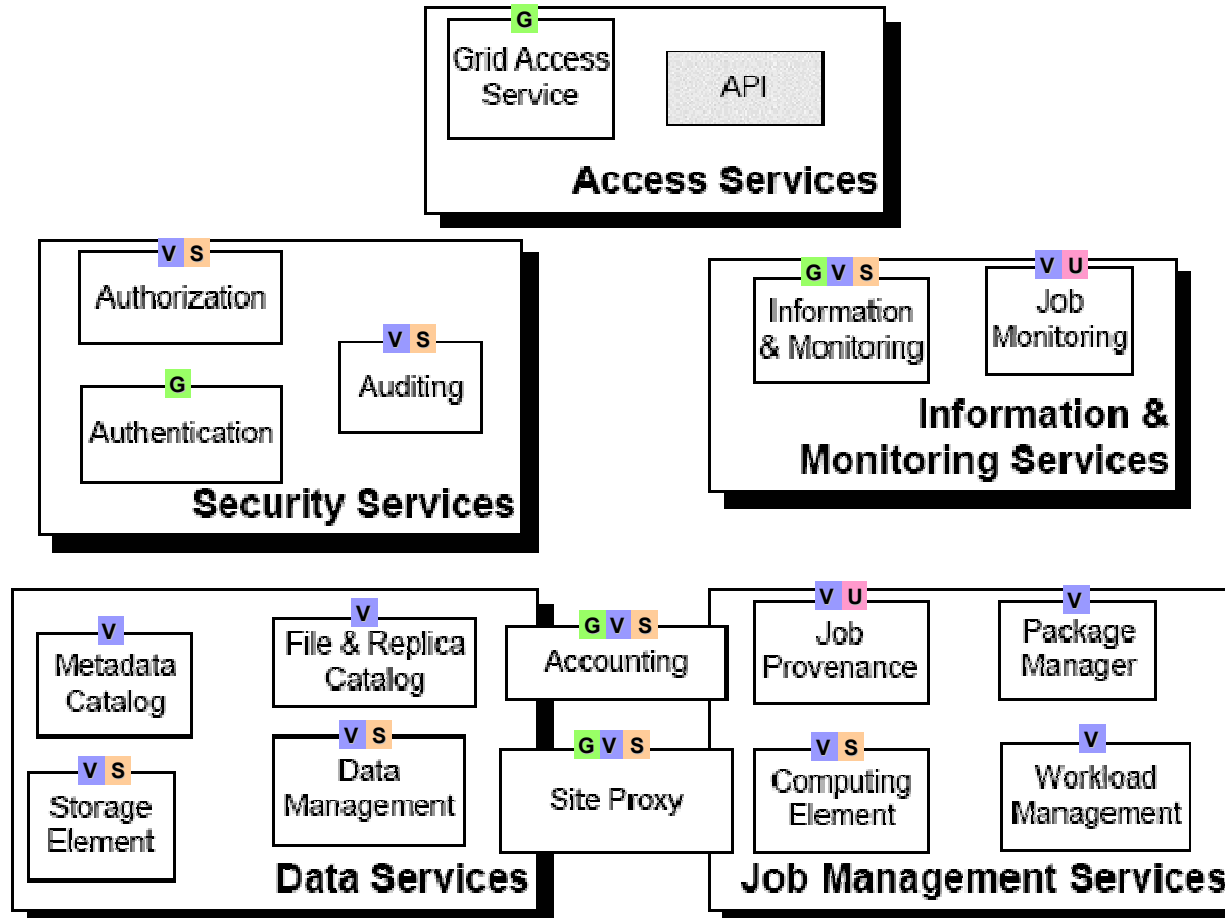 G
Grid Access
Service
API
Access Services
V S
Authorization
V S
Auditing
G
Authentication
Security Services
G V S
Information
& Monitoring
V U
Job
Monitoring
Information &
Monitoring Services
V
Metadata
Catalog
V
File & Replica
Catalog
V S
Storage
Element
V S
Data
Management
Data Services
G V S
Accounting
G V S
Site Proxy
V U
Job
Provenance
V
Package
Manager
V S
Computing
Element
V
Workload
Management
Job Management Services